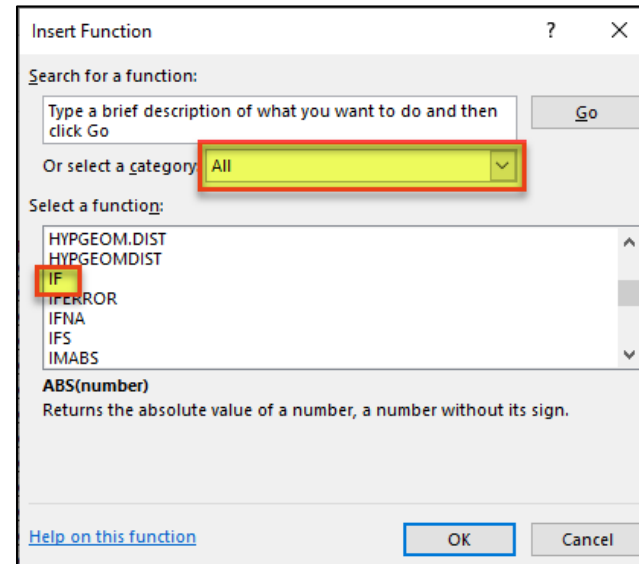 Insert Function
?
Search for a function:
Type a brief description of what you want to do and then
click Go
Go
Or select a category: All
Select a function:
HYPGEOM.DIST
HYPGEOMDIST
IF
IFERROR
IFNA
IFS
IMABS
ABS(number)
Returns the absolute value of a number, a number without its sign.
Help on this function
OK
Cancel